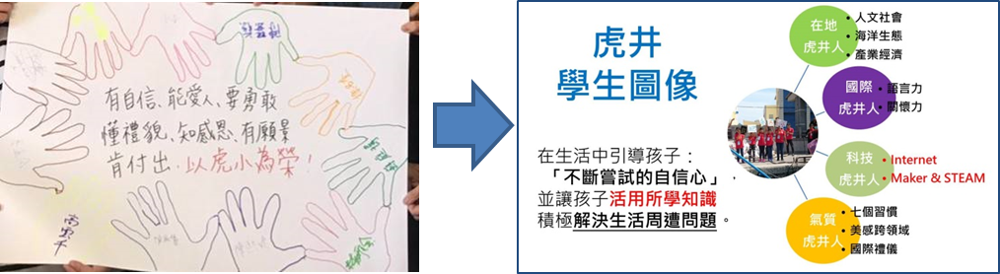 有自信、能愛人、要勇敢
懂禮貌、知感恩、有願景
肯付出，以虎小為榮！
虎井
學生圖像
在生活中引導孩子：
「不斷嘗試的自信心」，
並讓孩子活用所學知識
積極解決生活周遭問題。
在地
虎井人
• 人文社會
• 海洋生態
• 產業經濟
國際
虎井人
• 語言力
• 關懷力
科技
虎井人
• Internet
• Maker & STEAM
氣質
虎井人
• 七個習慣
• 美感跨領域
• 國際禮儀